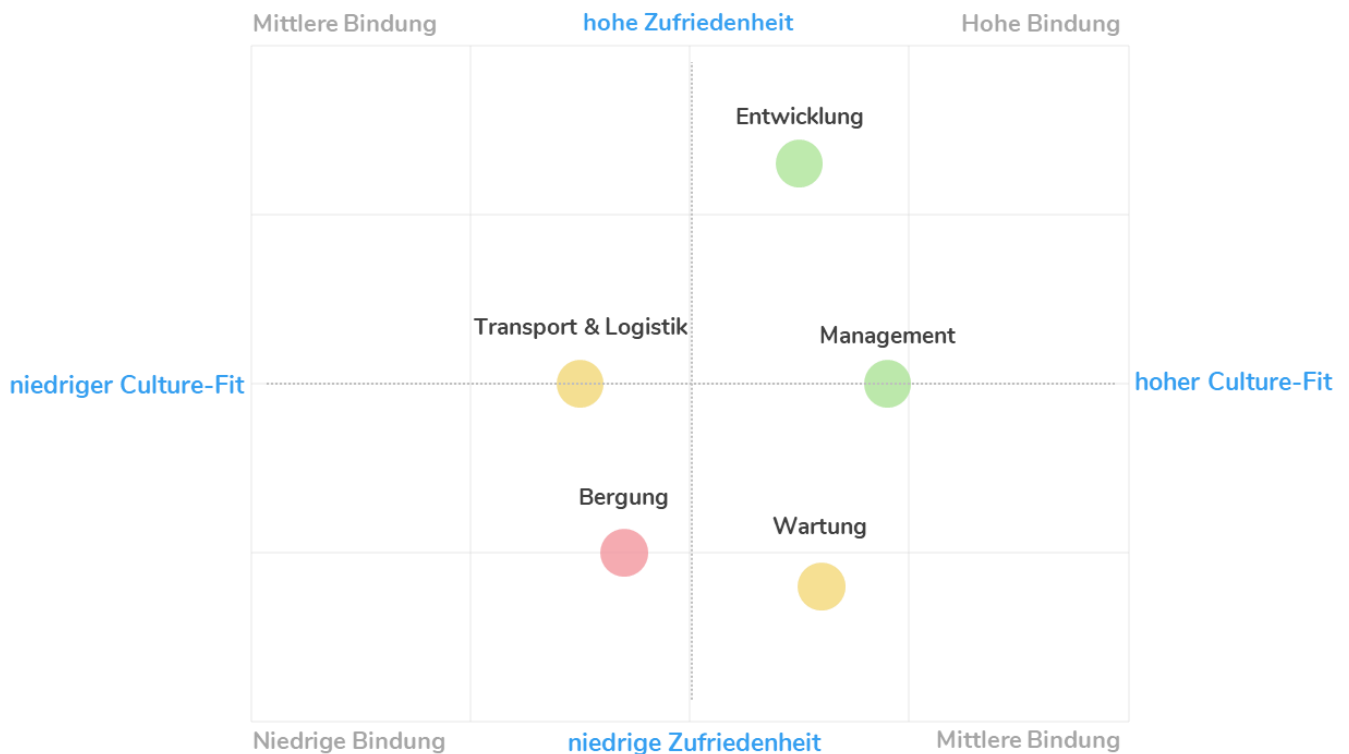 Mittlere Bindung
hohe Zufriedenheit
Hohe Bindung
Entwicklung
Transport & Logistik
Management
niedriger Culture-Fit
hoher Culture-Fit
Bergung
Wartung
Niedrige Bindung
niedrige Zufriedenheit
Mittlere Bindung